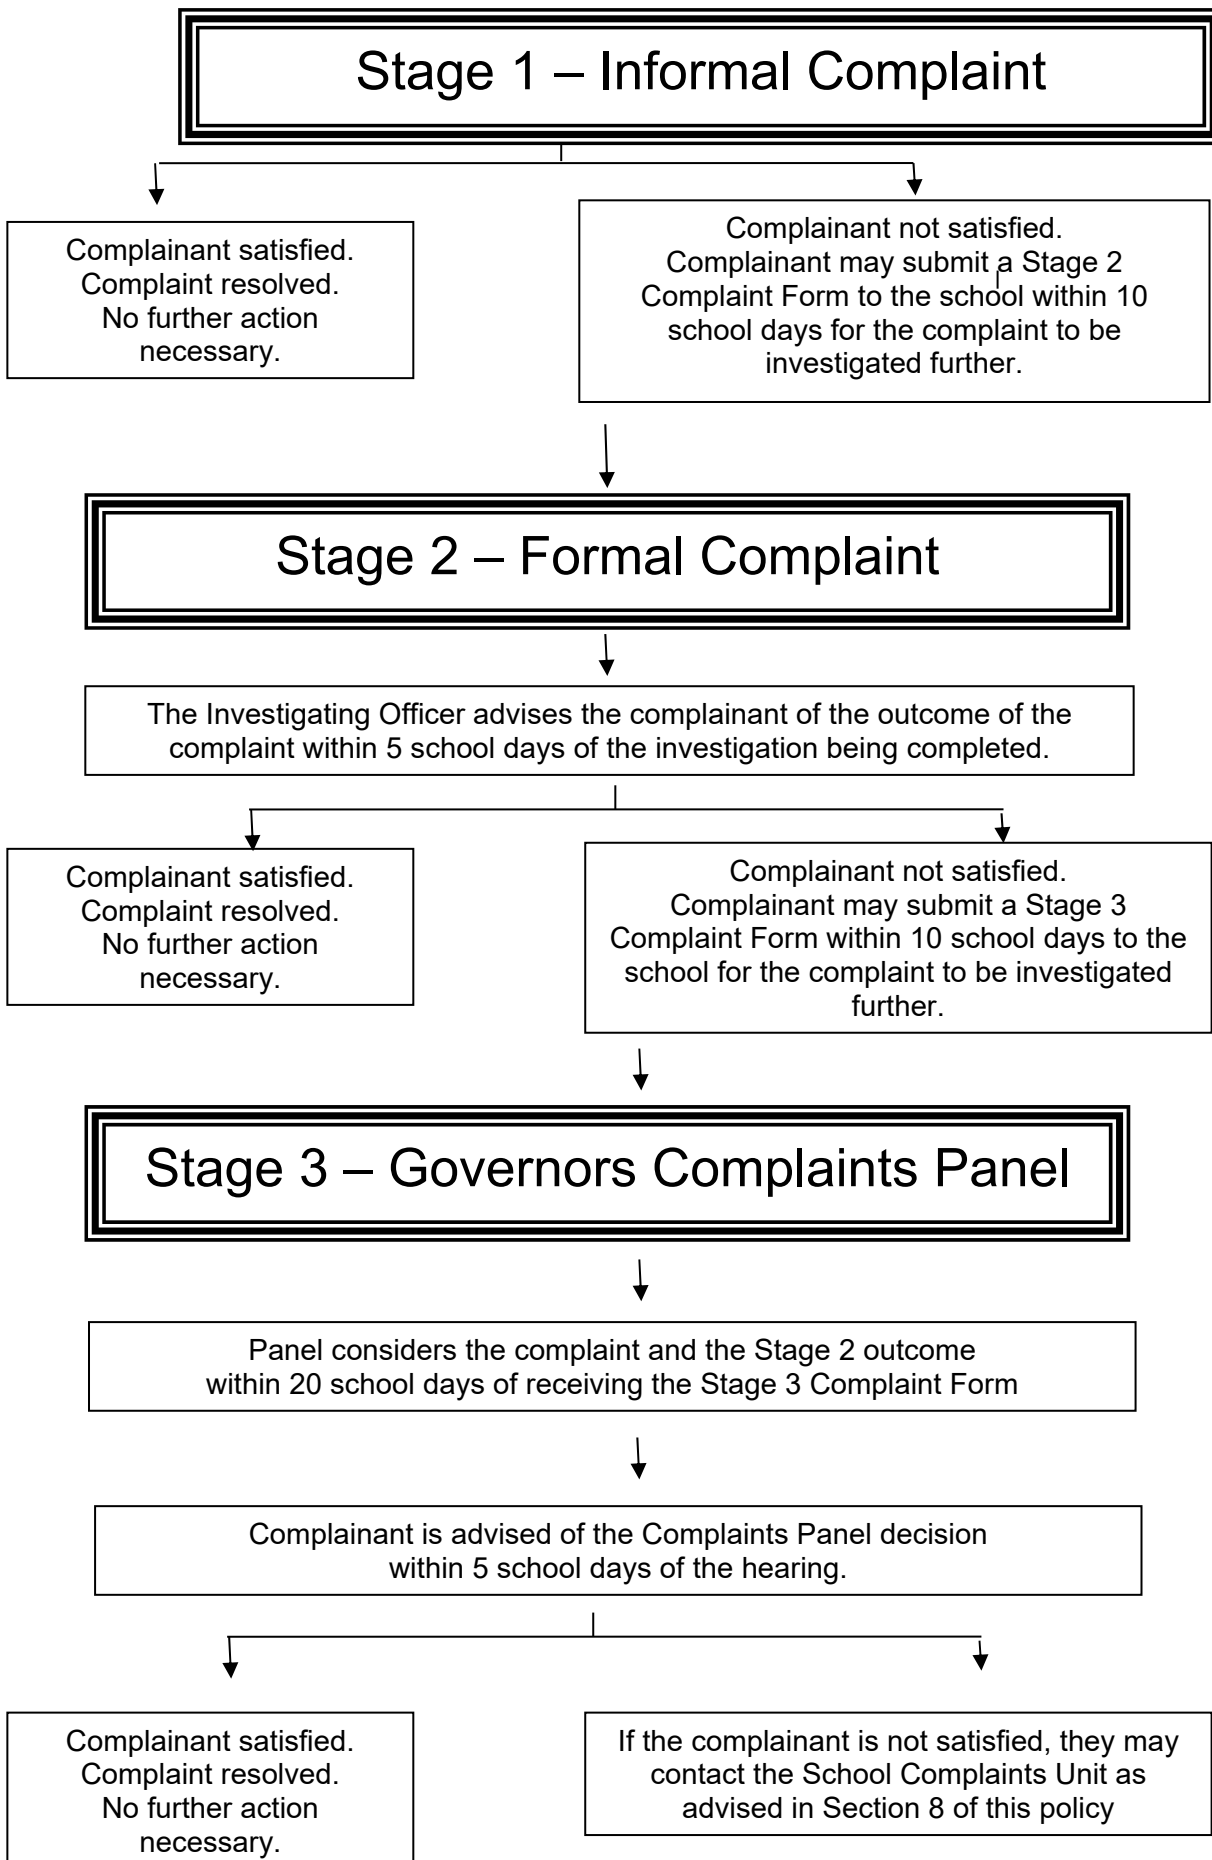 Stage 1 – Informal Complaint
Complainant satisfied.
Complaint resolved.
No further action
necessary.
Complainant not satisfied.
Complainant may submit a Stage 2
Complaint Form to the school within 10
school days for the complaint to be
investigated further.
Stage 2 – Formal Complaint
The Investigating Officer advises the complainant of the outcome of the
complaint within 5 school days of the investigation being completed.
Complainant satisfied.
Complaint resolved.
No further action
necessary.
Complainant not satisfied.
Complainant may submit a Stage 3
Complaint Form within 10 school days to the
school for the complaint to be investigated
further.
Stage 3 – Governors Complaints Panel
Panel considers the complaint and the Stage 2 outcome
within 20 school days of receiving the Stage 3 Complaint Form
Complainant is advised of the Complaints Panel decision
within 5 school days of the hearing.
Complainant satisfied.
Complaint resolved.
No further action
necessary.
If the complainant is not satisfied, they may
contact the School Complaints Unit as
advised in Section 8 of this policy